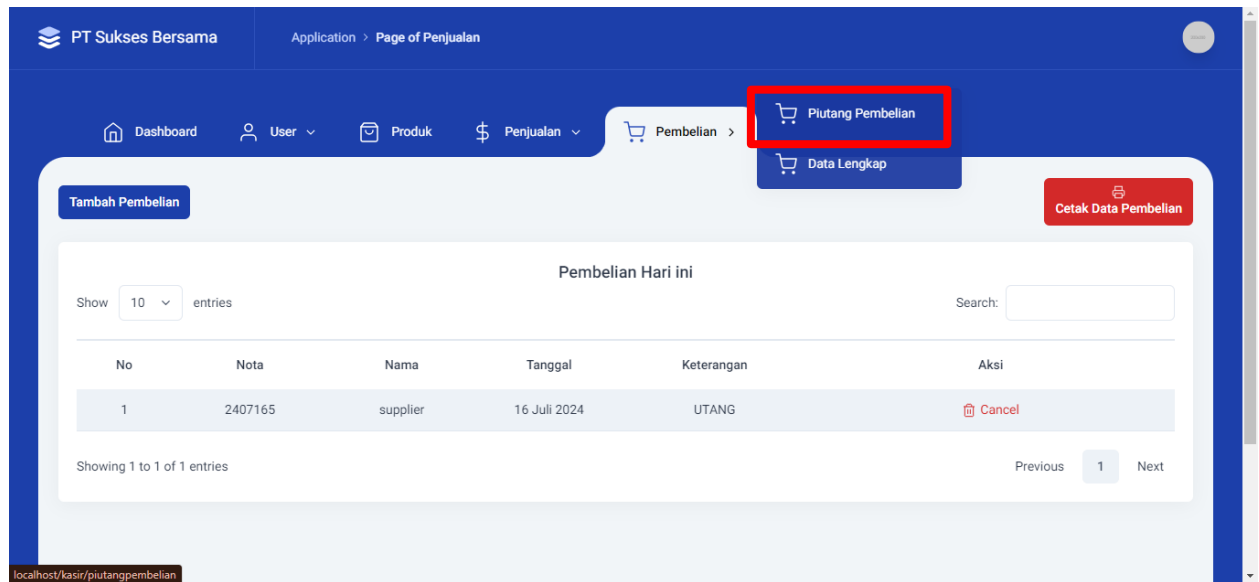 PT Sukses Bersama
Application > Page of Penjualan
Dashboard User Produk Penjualan Pembelian
Piutang Pembelian
Data Lengkap
Tambah Pembelian
Cetak Data Pembelian
Pembelian Hari ini
Show 10 entries Search:
No Nota Nama Tanggal Keterangan Aksi
1 2407165 supplier 16 Juli 2024 UTANG Cancel
Showing 1 to 1 of 1 entries Previous 1 Next
localhost/kasir/piutangpembelian